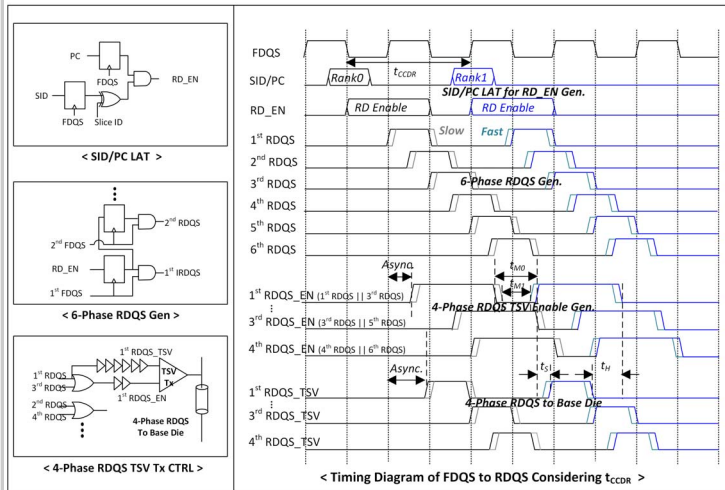 PC
FDQS
RD_EN
SID
FDQS
Slice ID
< SID/PC LAT >
2nd RDQS
2nd FDQS
RD_EN
1st RDQS
1st FDQS
< 6-Phase RDQS Gen >
1st RDQS_TSV
1st RDQS
3rd RDQS
TSV
Tx
1st RDQS_EN
2nd RDQS
4th RDQS
4-Phase RDQS
To Base Die
< 4-Phase RDQS TSV Tx CTRL >
FDQS
tCCDR
SID/PC
Rank0
Rank1
SID/PC LAT for RD_EN Gen.
RD_EN
RD Enable
RD Enable
1st RDQS
Slow
Fast
2nd RDQS
3rd RDQS
6-Phase RDQS Gen.
4th RDQS
5th RDQS
6th RDQS
Async.
tM0
tM1
1st RDQS_EN (1st RDQS || 3rd RDQS)
4-Phase RDQS TSV Enable Gen.
3rd RDQS_EN (3rd RDQS || 5th RDQS)
4th RDQS_EN (4th RDQS || 6th RDQS)
Async.
tS
tH
1st RDQS_TSV
4-Phase RDQS to Base Die
3rd RDQS_TSV
4th RDQS_TSV
< Timing Diagram of FDQS to RDQS Considering tCCDR >